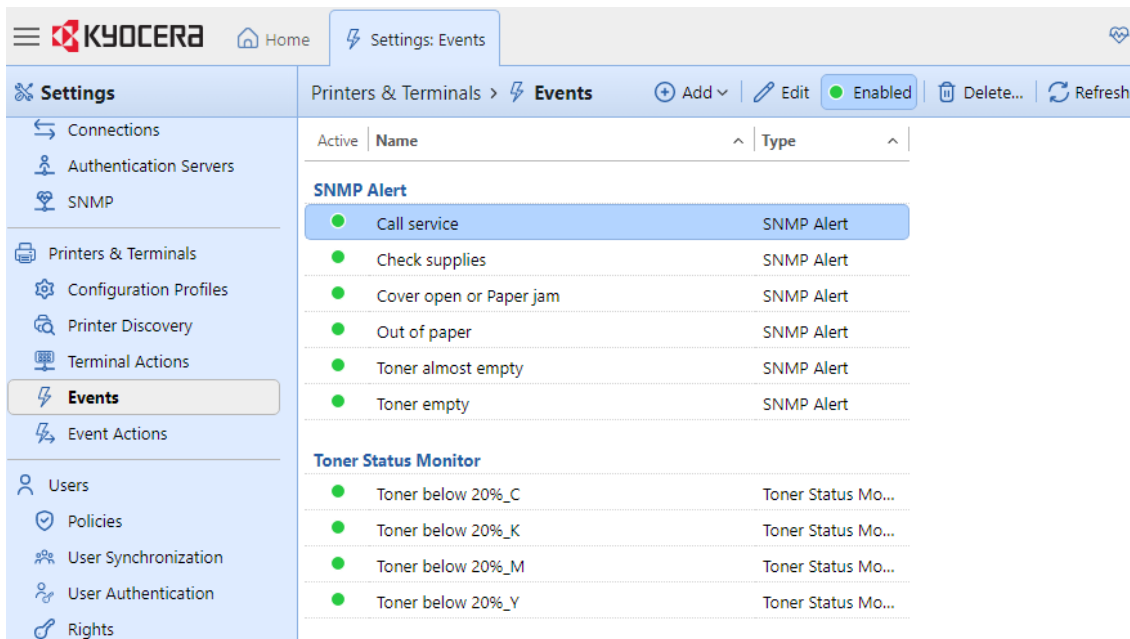 KYOCERA Home Settings: Events
Settings
Connections
Authentication Servers
SNMP
Printers & Terminals
Configuration Profiles
Printer Discovery
Terminal Actions
Events
Event Actions
Users
Policies
User Synchronization
User Authentication
Rights
Printers & Terminals > Events Add Edit Enabled Delete... Refresh
Active Name Type
SNMP Alert
Call service SNMP Alert
Check supplies SNMP Alert
Cover open or Paper jam SNMP Alert
Out of paper SNMP Alert
Toner almost empty SNMP Alert
Toner empty SNMP Alert
Toner Status Monitor
Toner below 20%_C Toner Status Mo...
Toner below 20%_K Toner Status Mo...
Toner below 20%_M Toner Status Mo...
Toner below 20%_Y Toner Status Mo...